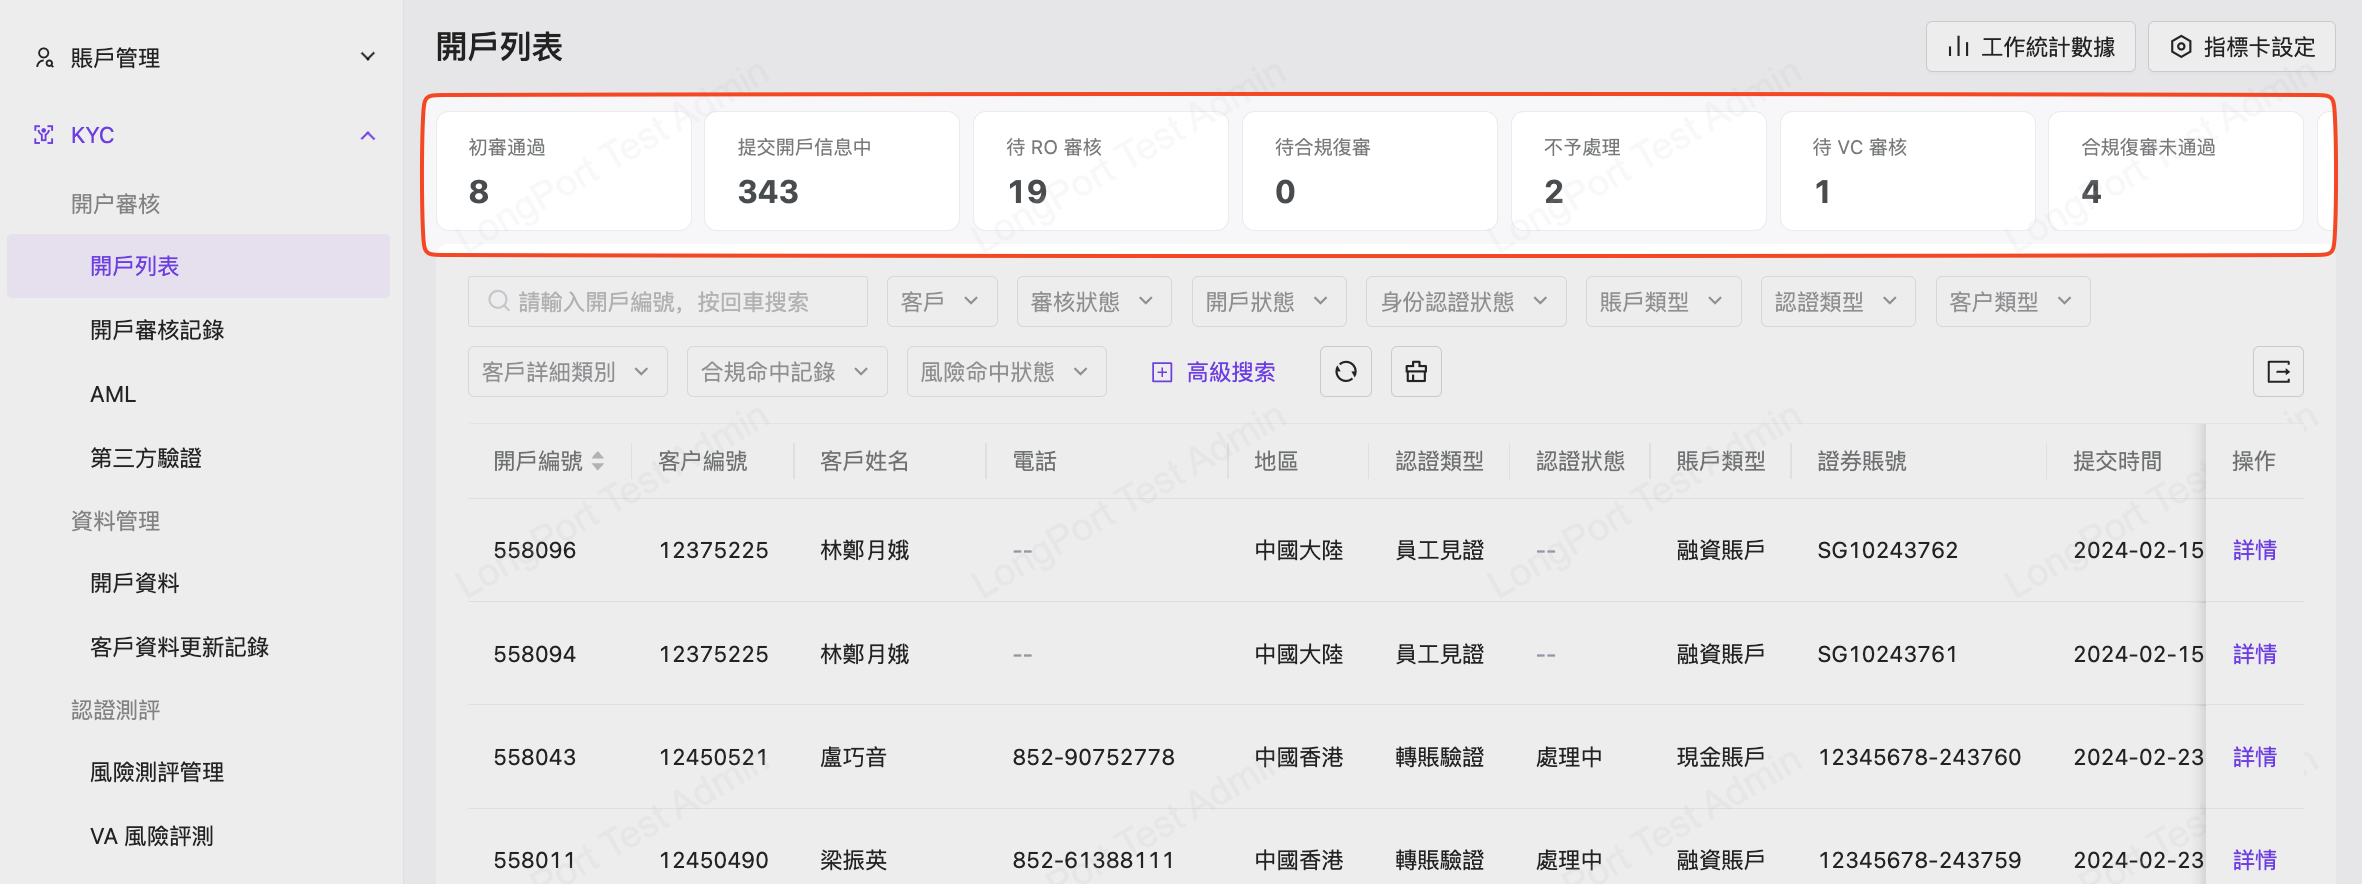 賬戶管理
KYC
開户審核
開戶列表
開戶審核記錄
AML
第三方驗證
資料管理
開戶資料
客戶資料更新記錄
認證測評
風險測評管理
VA 風險評測
開戶列表
工作統計數據
指標卡設定
初審通過
8
提交開戶信息中
343
待 RO 審核
19
待合規復審
0
不予處理
2
待 VC 審核
1
合規復審未通過
4
請輸入開戶編號，按回車搜索
客戶
審核狀態
開戶狀態
身份認證狀態
賬戶類型
認證類型
客户類型
客戶詳細類別
合規命中記錄
風險命中狀態
高級搜索
開戶編號 客户編號 客戶姓名 電話 地區 認證類型 認證狀態 賬戶類型 證券賬號 提交時間 操作
558096 12375225 林鄭月娥 -- 中國大陸 員工見證 -- 融資賬戶 SG10243762 2024-02-15 詳情
558094 12375225 林鄭月娥 -- 中國大陸 員工見證 -- 融資賬戶 SG10243761 2024-02-15 詳情
558043 12450521 盧巧音 852-90752778 中國香港 轉賬驗證 處理中 現金賬戶 12345678-243760 2024-02-23 詳情
558011 12450490 梁振英 852-61388111 中國香港 轉賬驗證 處理中 融資賬戶 12345678-243759 2024-02-23 詳情
LongPort Test Admin